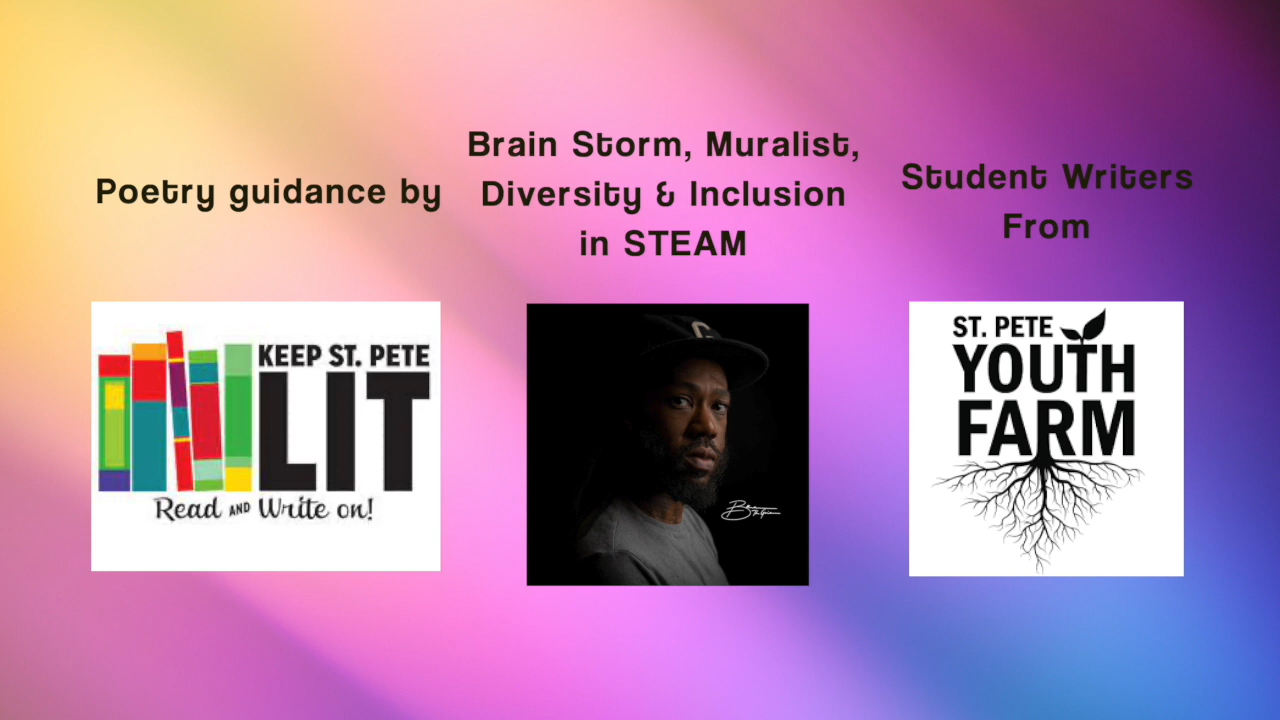 Poetry guidance by
KEEP ST. PETE
LIT
Read AND Write on!
Brain Storm, Muralist,
Diversity & Inclusion
in STEAM
Student Writers
From
ST. PETE
YOUTH
FARM